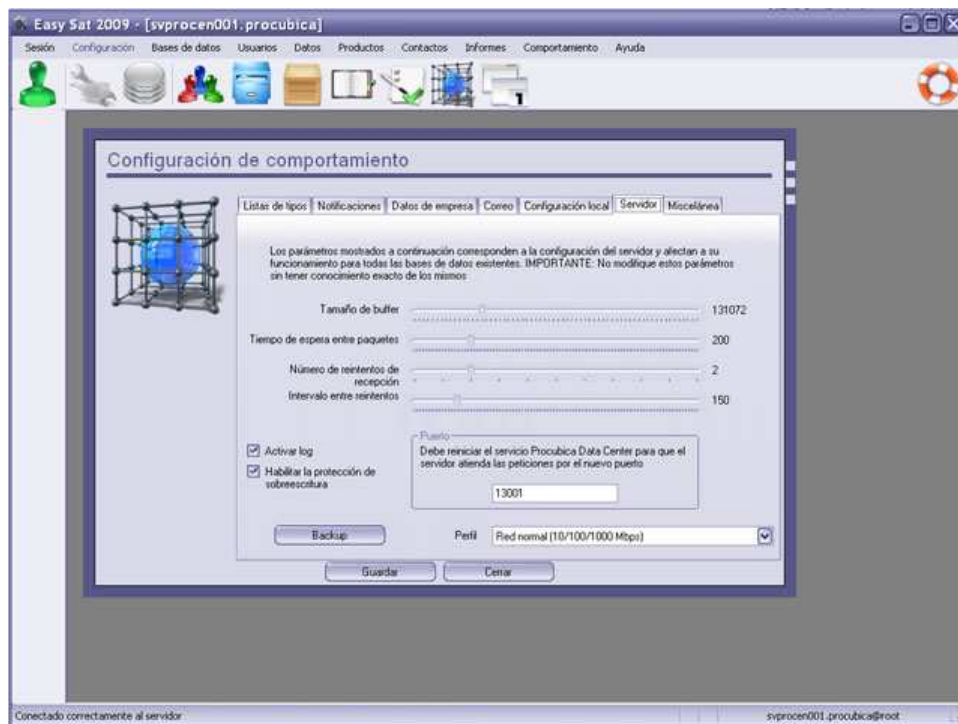 Easy Sat 2009 - [svprocen001.procubica]
Sesión Configuración Bases de datos Usuarios Datos Productos Contactos Informes Comportamiento Ayuda
1
Configuración de comportamiento
Listas de tipos Notificaciones Datos de empresa Correo Configuración local Servidor Miscelánea
Los parámetros mostrados a continuación corresponden a la configuración del servidor y afectan a su
funcionamiento para todas las bases de datos existentes. IMPORTANTE: No modifique estos parámetros
sin tener conocimiento exacto de los mismos
Tamaño de buffer 131072
Tiempo de espera entre paquetes 200
Número de reintentos de
recepción 2
Intervalo entre reintentos 150
Activar log
Habilitar la protección de
sobreescritura
Puerto
Debe reiniciar el servicio Procubica Data Center para que el
servidor atienda las peticiones por el nuevo puerto
13001
Backup
Perfil Red normal (10/100/1000 Mbps)
Guardar Cerrar
Conectado correctamente al servidor svprocen001.procubica@root